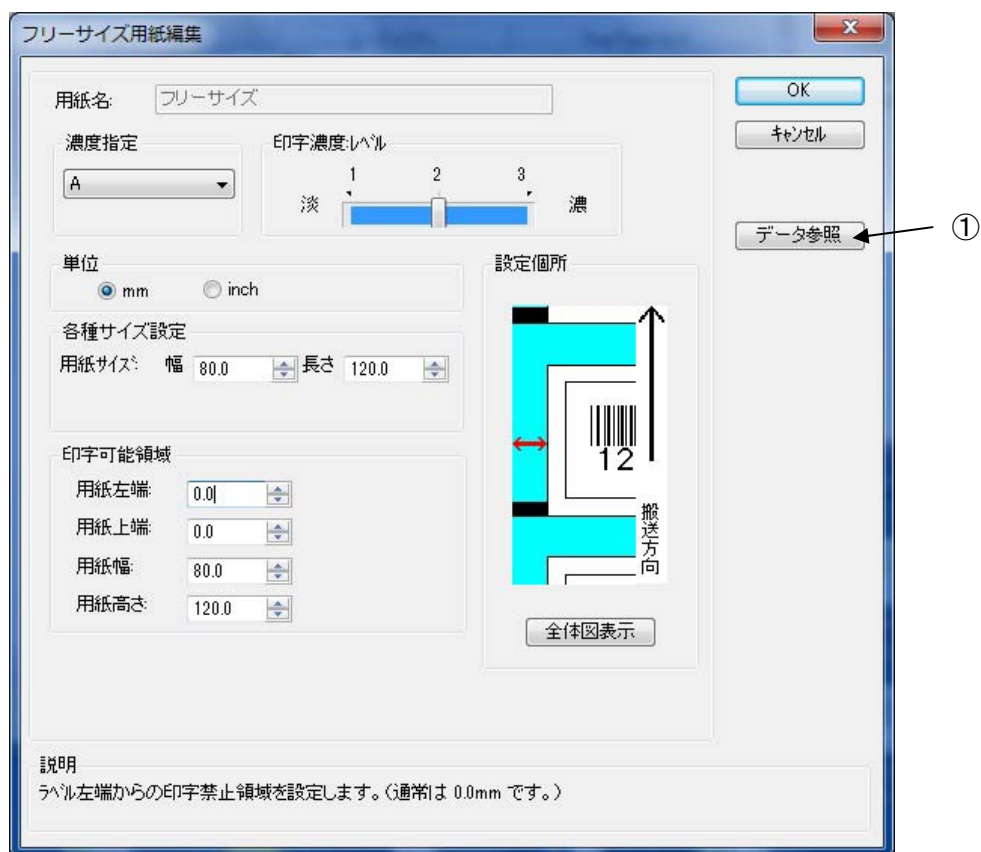 フリーサイズ用紙編集
用紙名: フリーサイズ
OK
キャンセル
濃度指定
A
印字濃度レベル
1 2 3
淡 濃
データ参照
①
単位
mm inch
各種サイズ設定
用紙サイズ: 幅 80.0 長さ 120.0
印字可能領域
用紙左端: 0.0
用紙上端: 0.0
用紙幅: 80.0
用紙高さ: 120.0
設定個所
12
搬送方向
全体図表示
説明
ラベル左端からの印字禁止領域を設定します。(通常は 0.0mm です。)